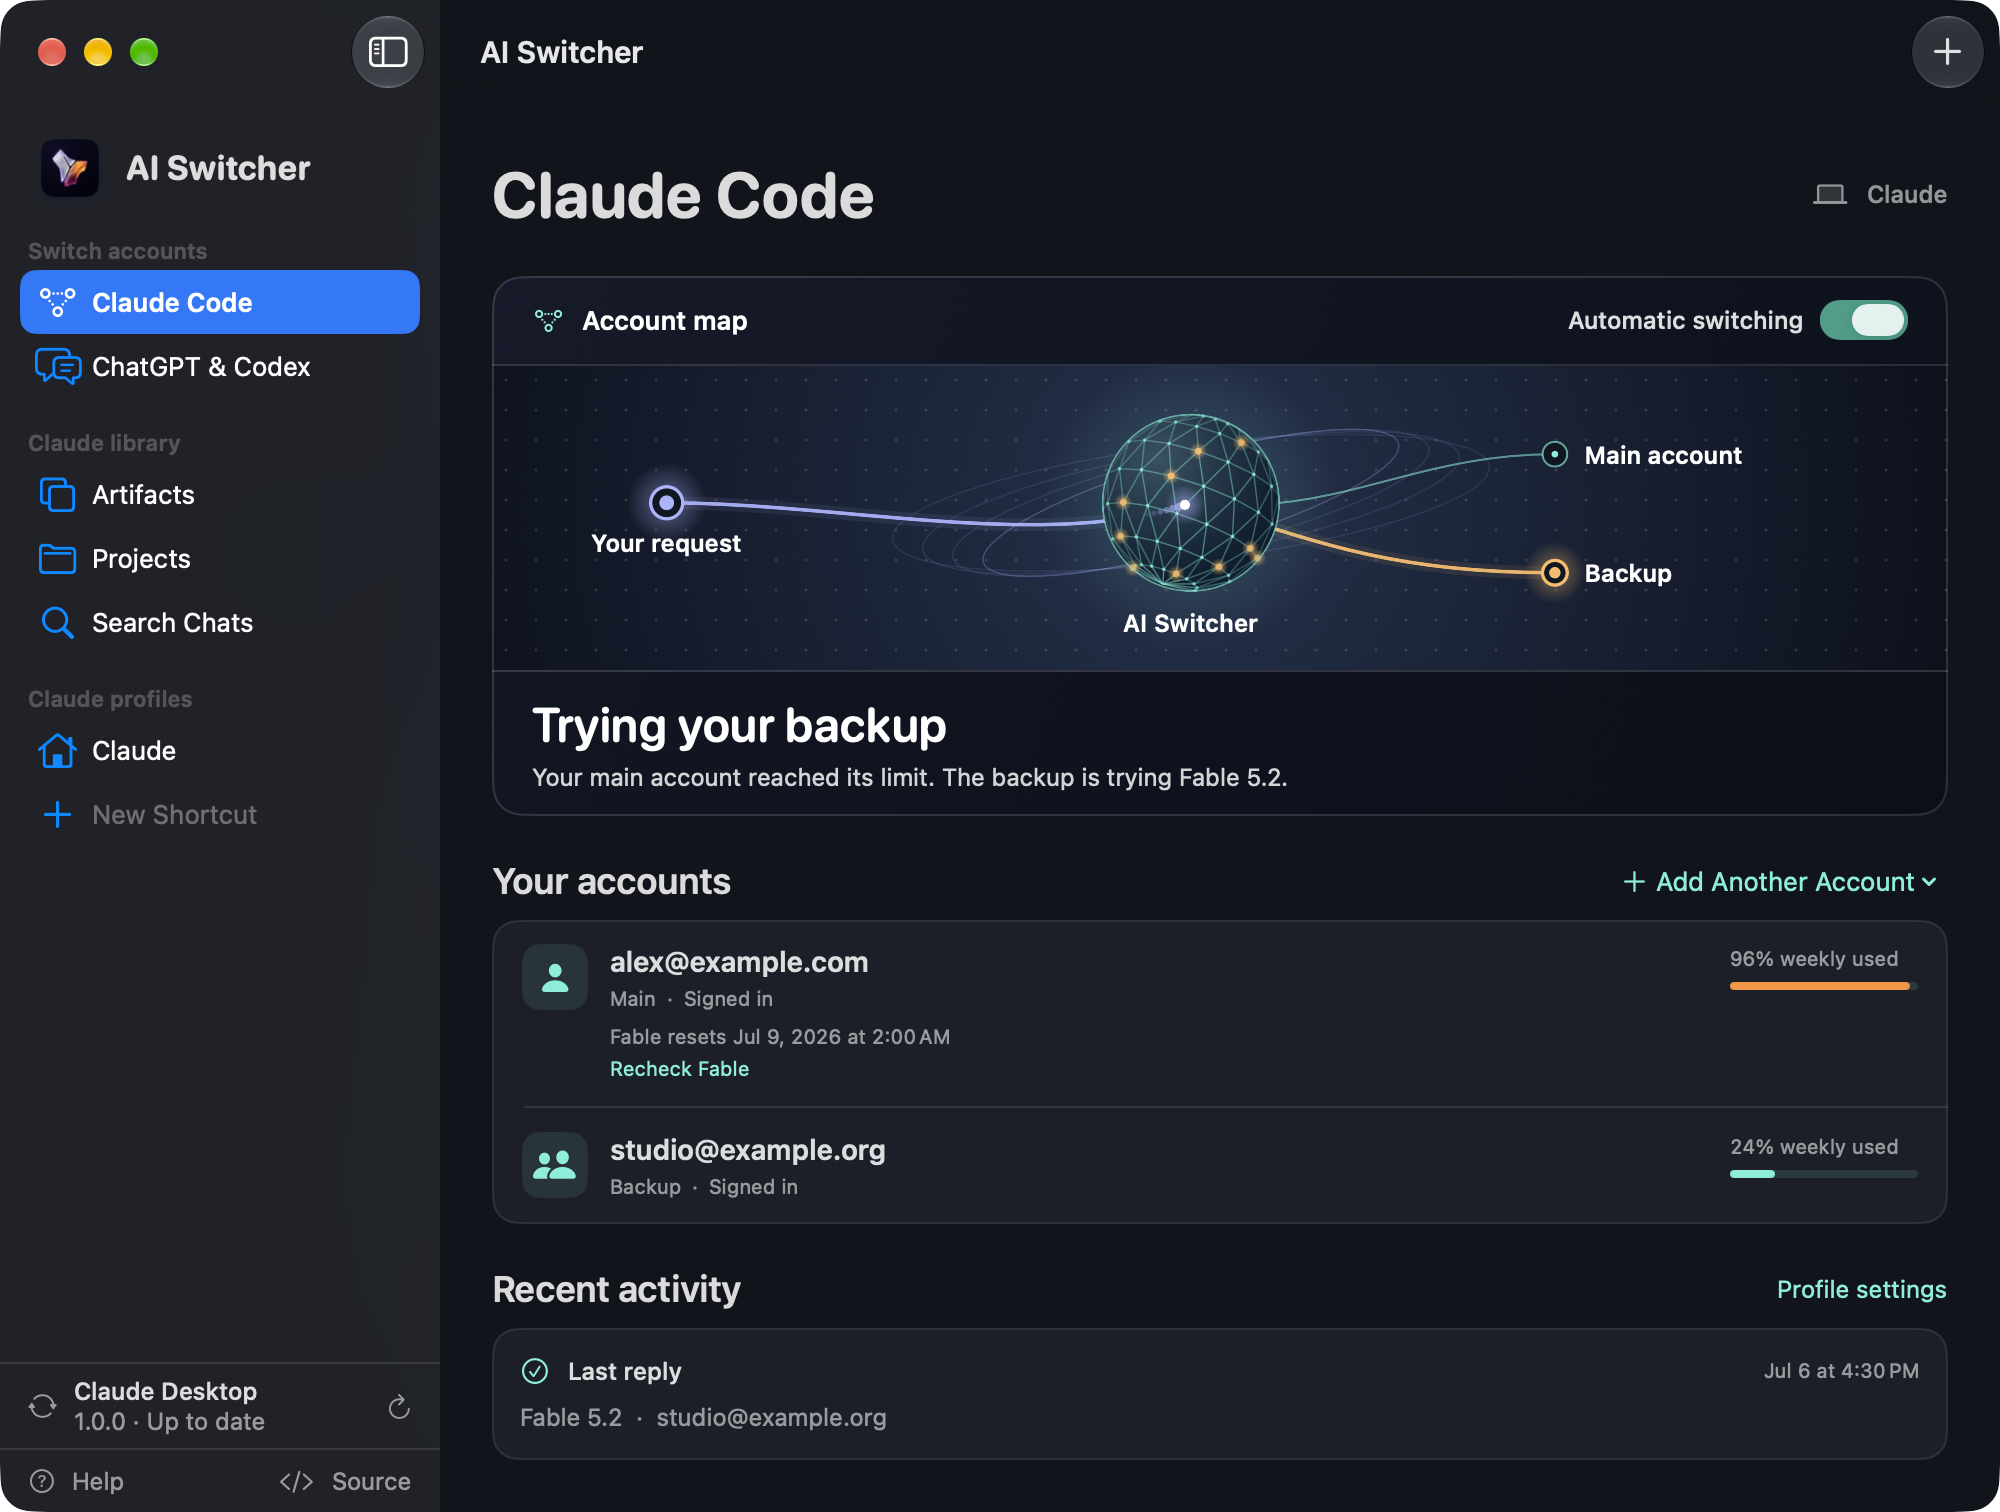 AI Switcher
AI Switcher
Switch accounts
Claude Code
ChatGPT & Codex
Claude library
Artifacts
Projects
Search Chats
Claude profiles
Claude
New Shortcut
Claude Desktop
1.0.0 · Up to date
Help
</> Source
Claude Code
Claude
Account map
Automatic switching
Your request
AI Switcher
Main account
Backup
Trying your backup
Your main account reached its limit. The backup is trying Fable 5.2.
Your accounts
+ Add Another Account
alex@example.com
Main · Signed in
Fable resets Jul 9, 2026 at 2:00 AM
Recheck Fable
96% weekly used
studio@example.org
Backup · Signed in
24% weekly used
Recent activity
Profile settings
Last reply
Jul 6 at 4:30 PM
Fable 5.2 · studio@example.org